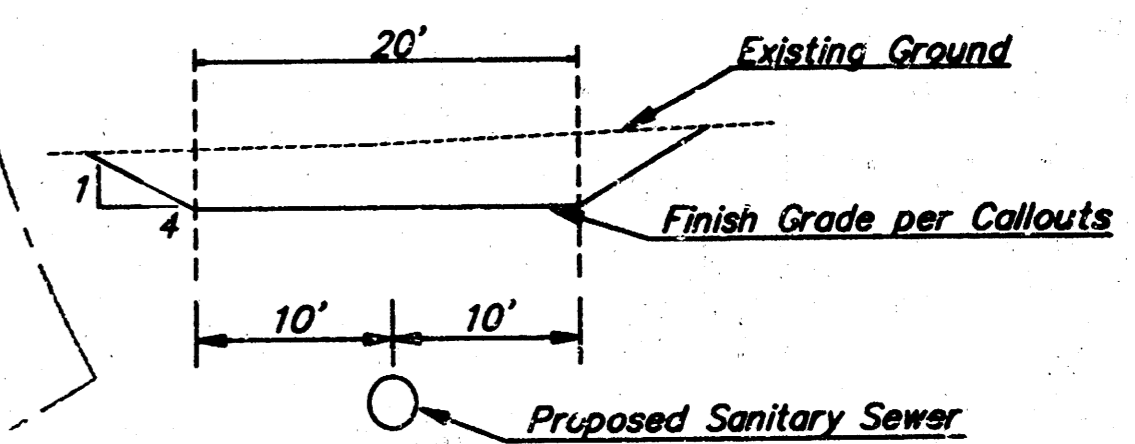 20'
Existing Ground
1
4
Finish Grade per Callouts
10' 10'
Proposed Sanitary Sewer